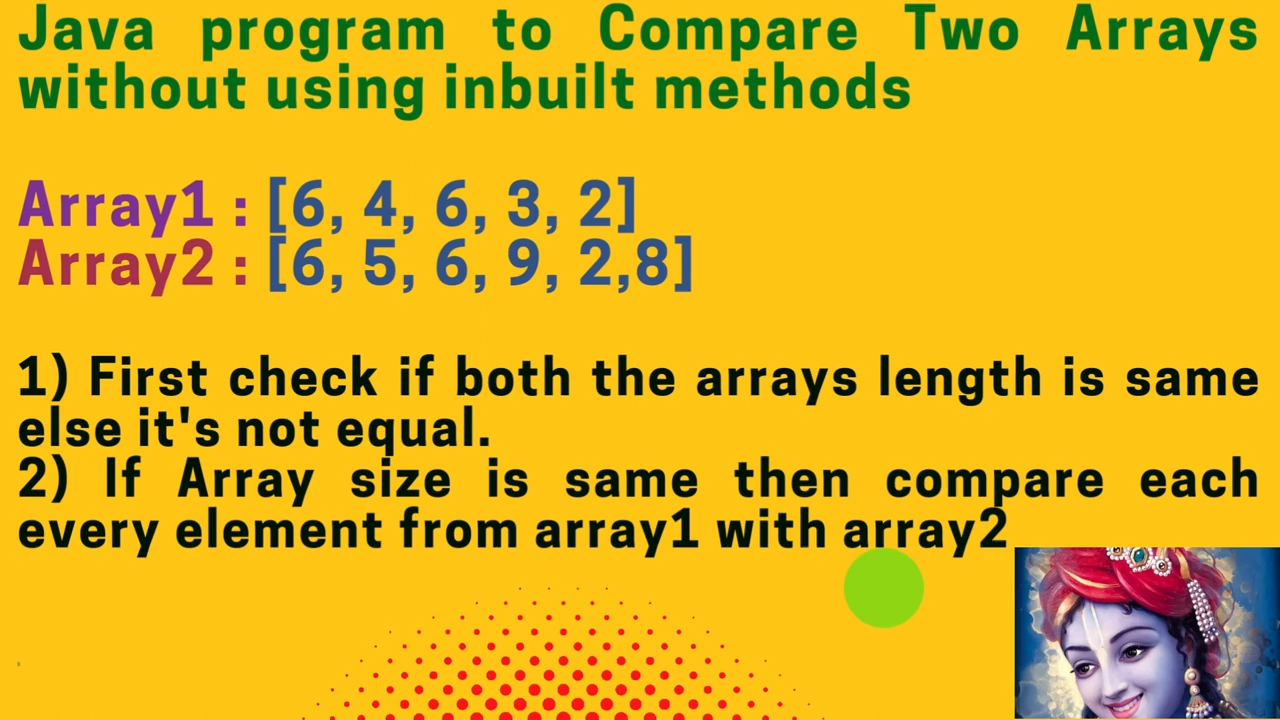 Java program to Compare Two Arrays
without using inbuilt methods
Array1 : [6, 4, 6, 3, 2]
Array2 : [6, 5, 6, 9, 2,8]
1) First check if both the arrays length is same
else it's not equal.
2) If Array size is same then compare each
every element from array1 with array2